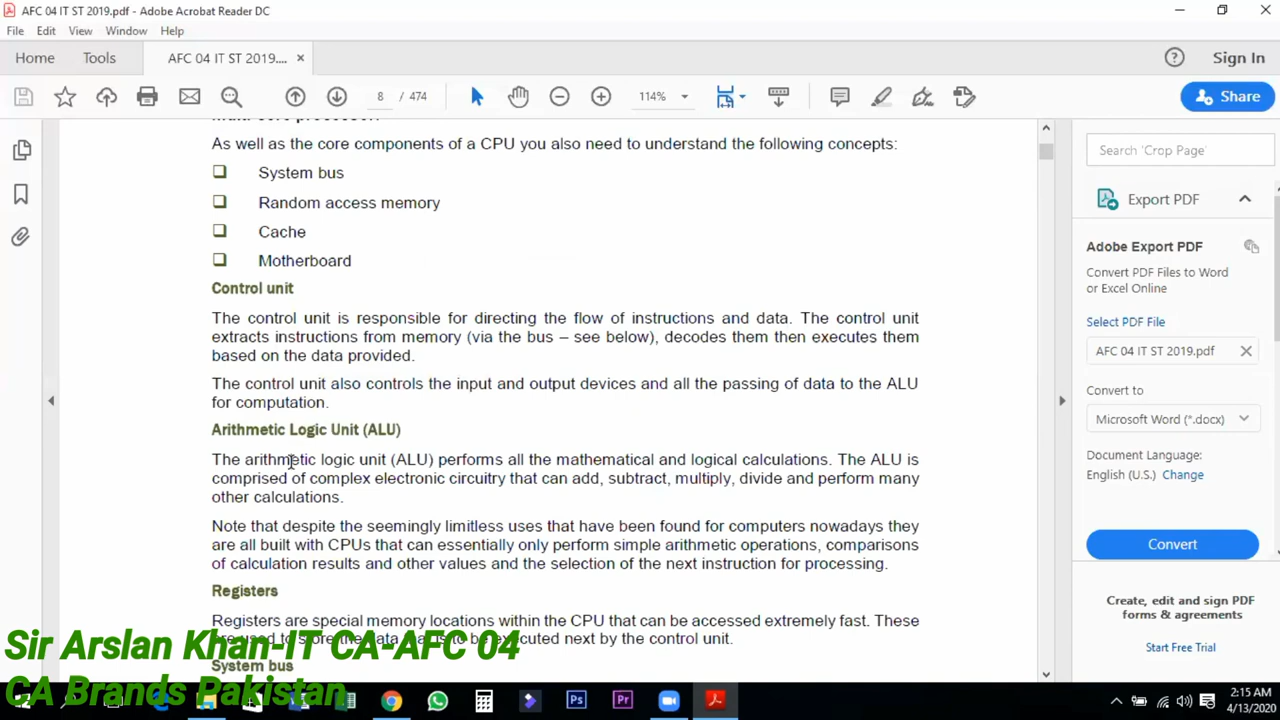 AFC 04 IT ST 2019.pdf - Adobe Acrobat Reader DC
File Edit View Window Help
Home Tools AFC 04 IT ST 2019.... × Sign In
8 / 474 114% Share
As well as the core components of a CPU you also need to understand the following concepts:
❑ System bus
❑ Random access memory
❑ Cache
❑ Motherboard
Control unit
The control unit is responsible for directing the flow of instructions and data. The control unit
extracts instructions from memory (via the bus – see below), decodes them then executes them
based on the data provided.
The control unit also controls the input and output devices and all the passing of data to the ALU
for computation.
Arithmetic Logic Unit (ALU)
The arithmetic logic unit (ALU) performs all the mathematical and logical calculations. The ALU is
comprised of complex electronic circuitry that can add, subtract, multiply, divide and perform many
other calculations.
Note that despite the seemingly limitless uses that have been found for computers nowadays they
are all built with CPUs that can essentially only perform simple arithmetic operations, comparisons
of calculation results and other values and the selection of the next instruction for processing.
Registers
Registers are special memory locations within the CPU that can be accessed extremely fast. These
are used to store the data that is to be executed next by the control unit.
System bus
Search 'Crop Page'
Export PDF
Adobe Export PDF
Convert PDF Files to Word
or Excel Online
Select PDF File
AFC 04 IT ST 2019.pdf
Convert to
Microsoft Word (*.docx)
Document Language:
English (U.S.) Change
Convert
Create, edit and sign PDF
forms & agreements
Start Free Trial
Sir Arslan Khan-IT CA-AFC 04
CA Brands Pakistan
Ps Pr
2:15 AM
4/13/2020